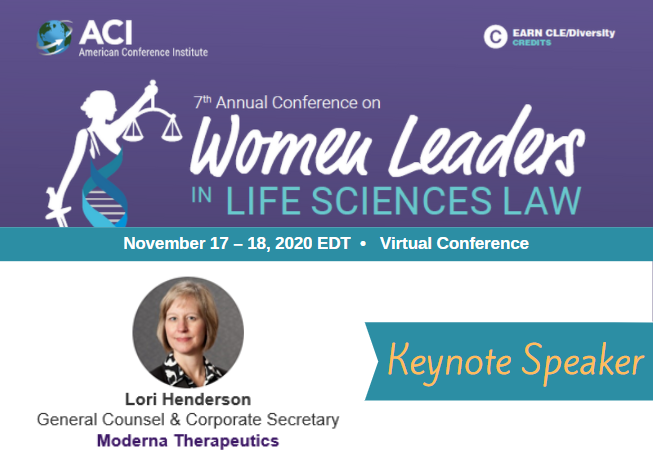 ACI
American Conference Institute
C
EARN CLE/Diversity
CREDITS
7th Annual Conference on
Women Leaders
IN LIFE SCIENCES LAW
November 17 – 18, 2020 EDT • Virtual Conference
Keynote Speaker
Lori Henderson
General Counsel & Corporate Secretary
Moderna Therapeutics